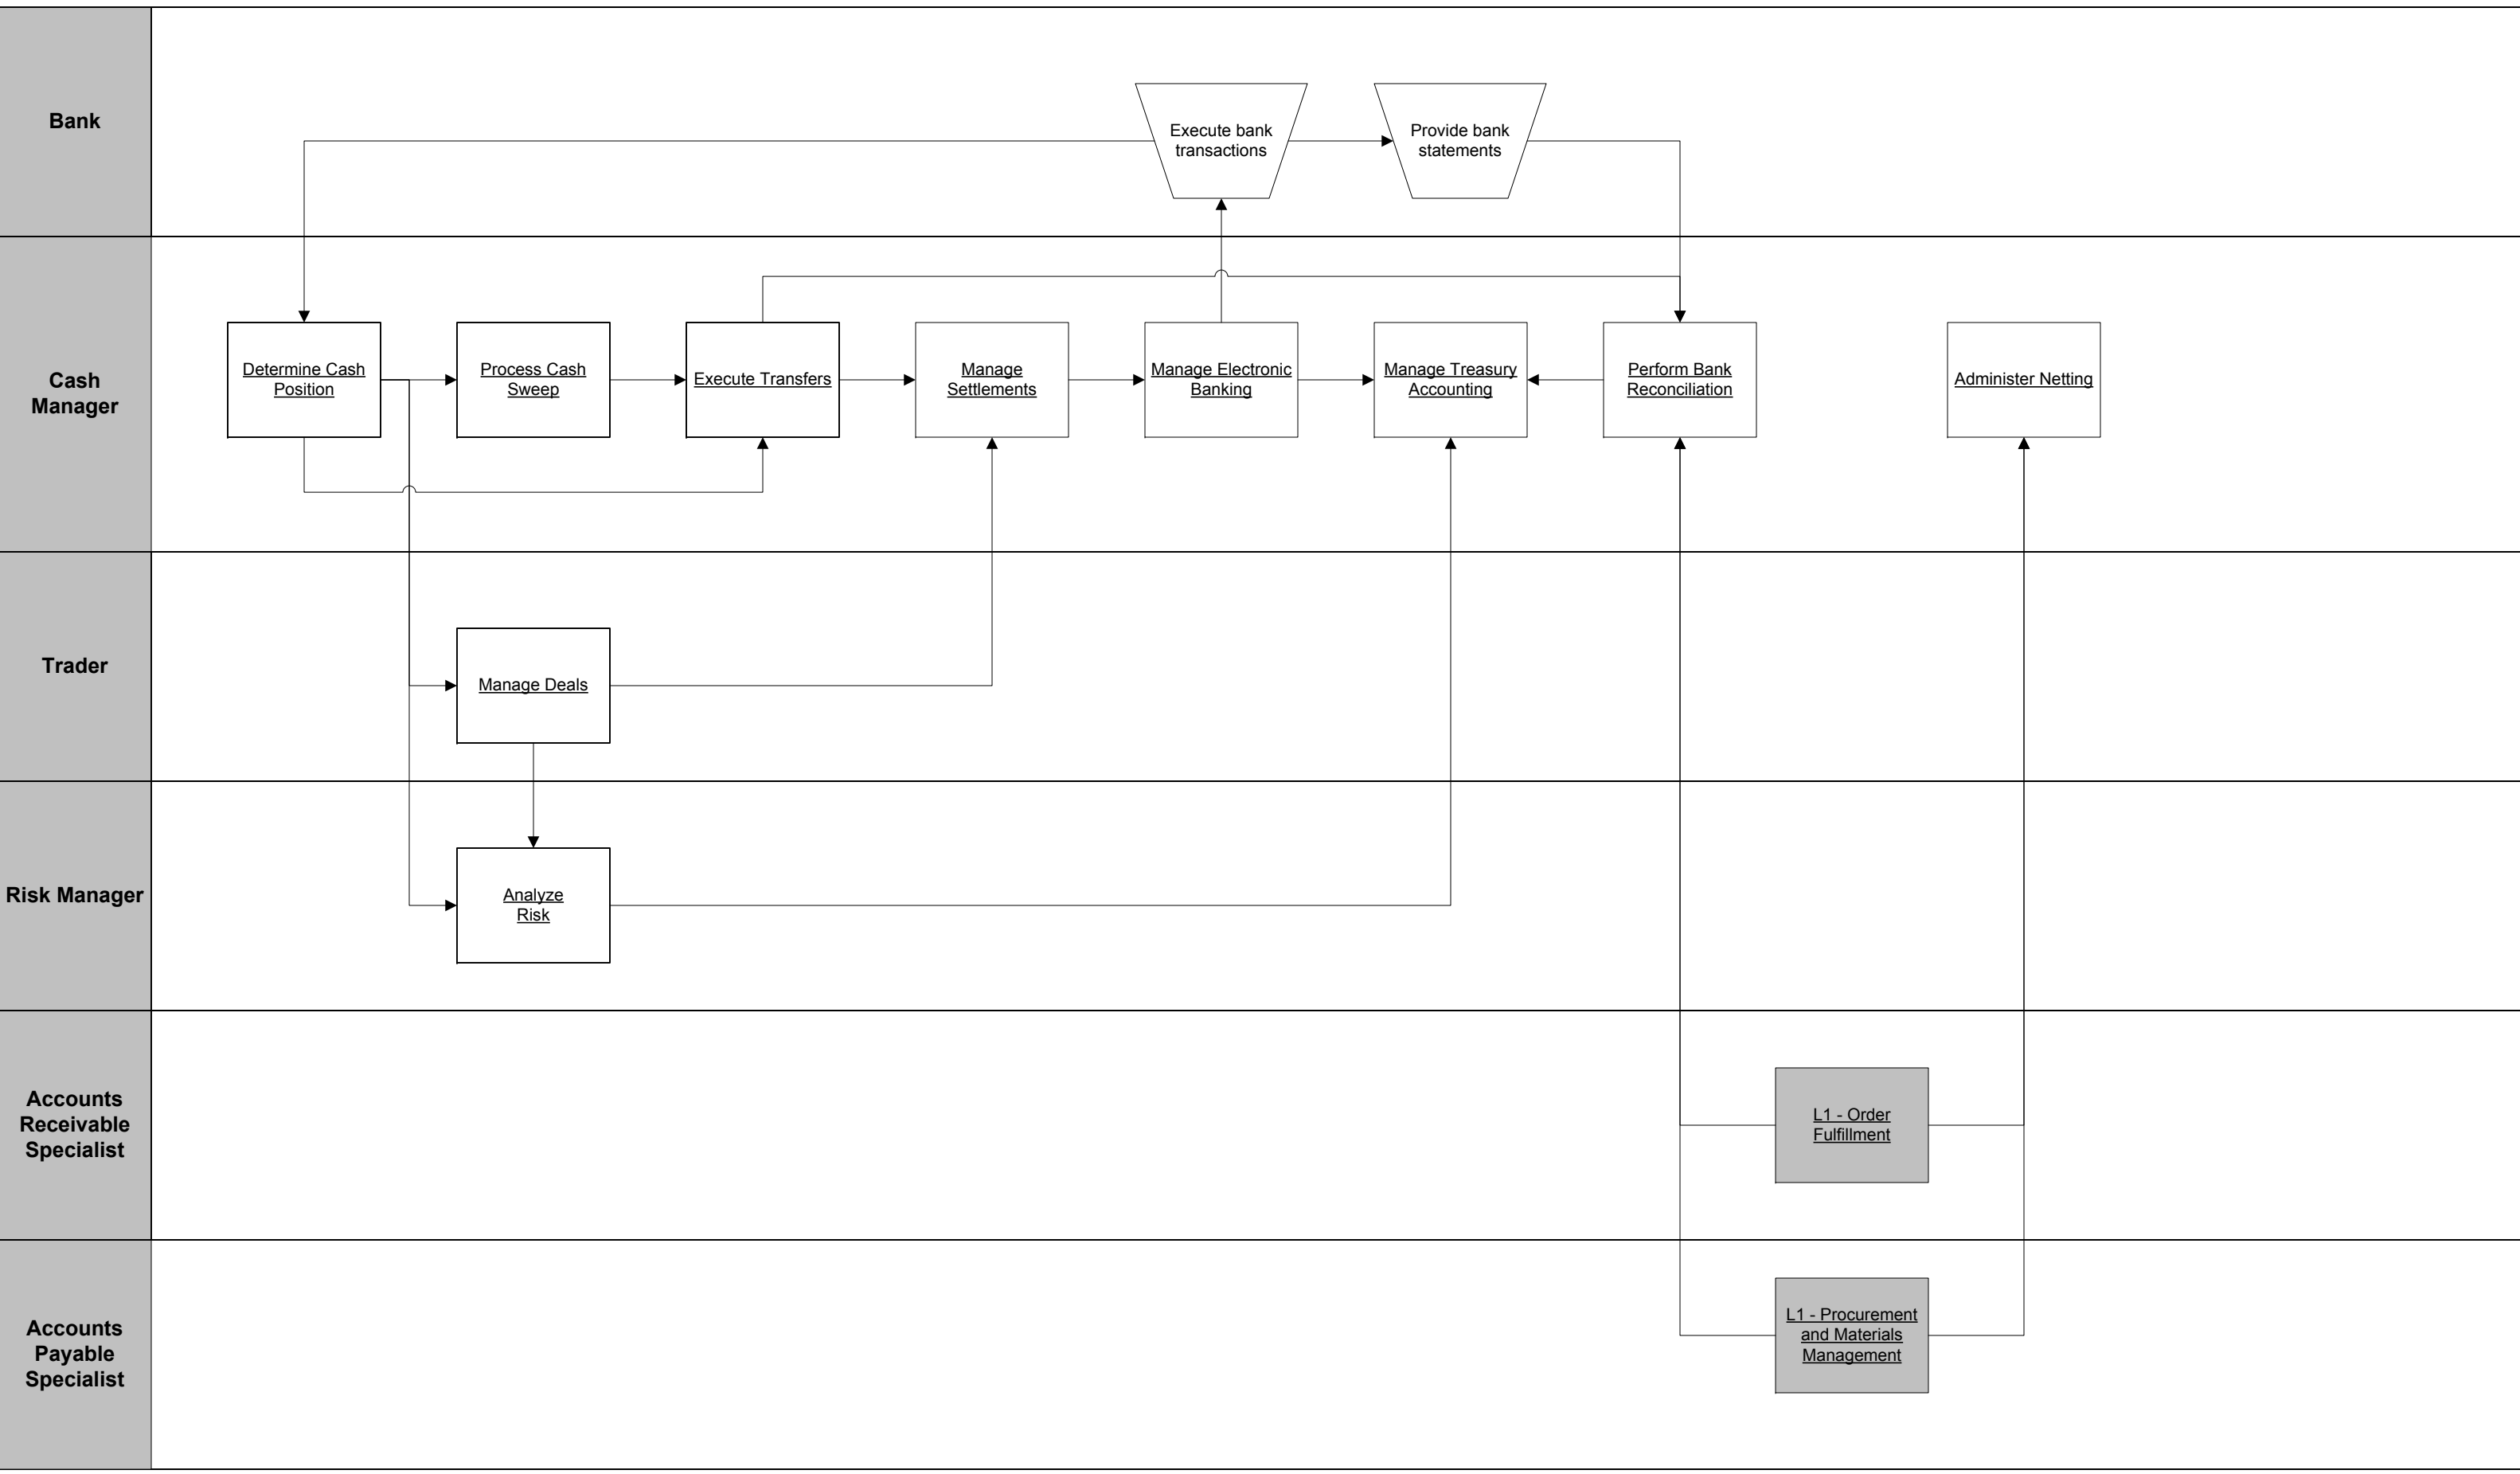 Bank
Execute bank
transactions
Provide bank
statements
Cash
Manager
Determine Cash
Position
Process Cash
Sweep
Execute Transfers
Manage
Settlements
Manage Electronic
Banking
Manage Treasury
Accounting
Perform Bank
Reconciliation
Administer Netting
Trader
Manage Deals
Risk Manager
Analyze
Risk
Accounts
Receivable
Specialist
L1 - Order
Fulfillment
Accounts
Payable
Specialist
L1 - Procurement
and Materials
Management